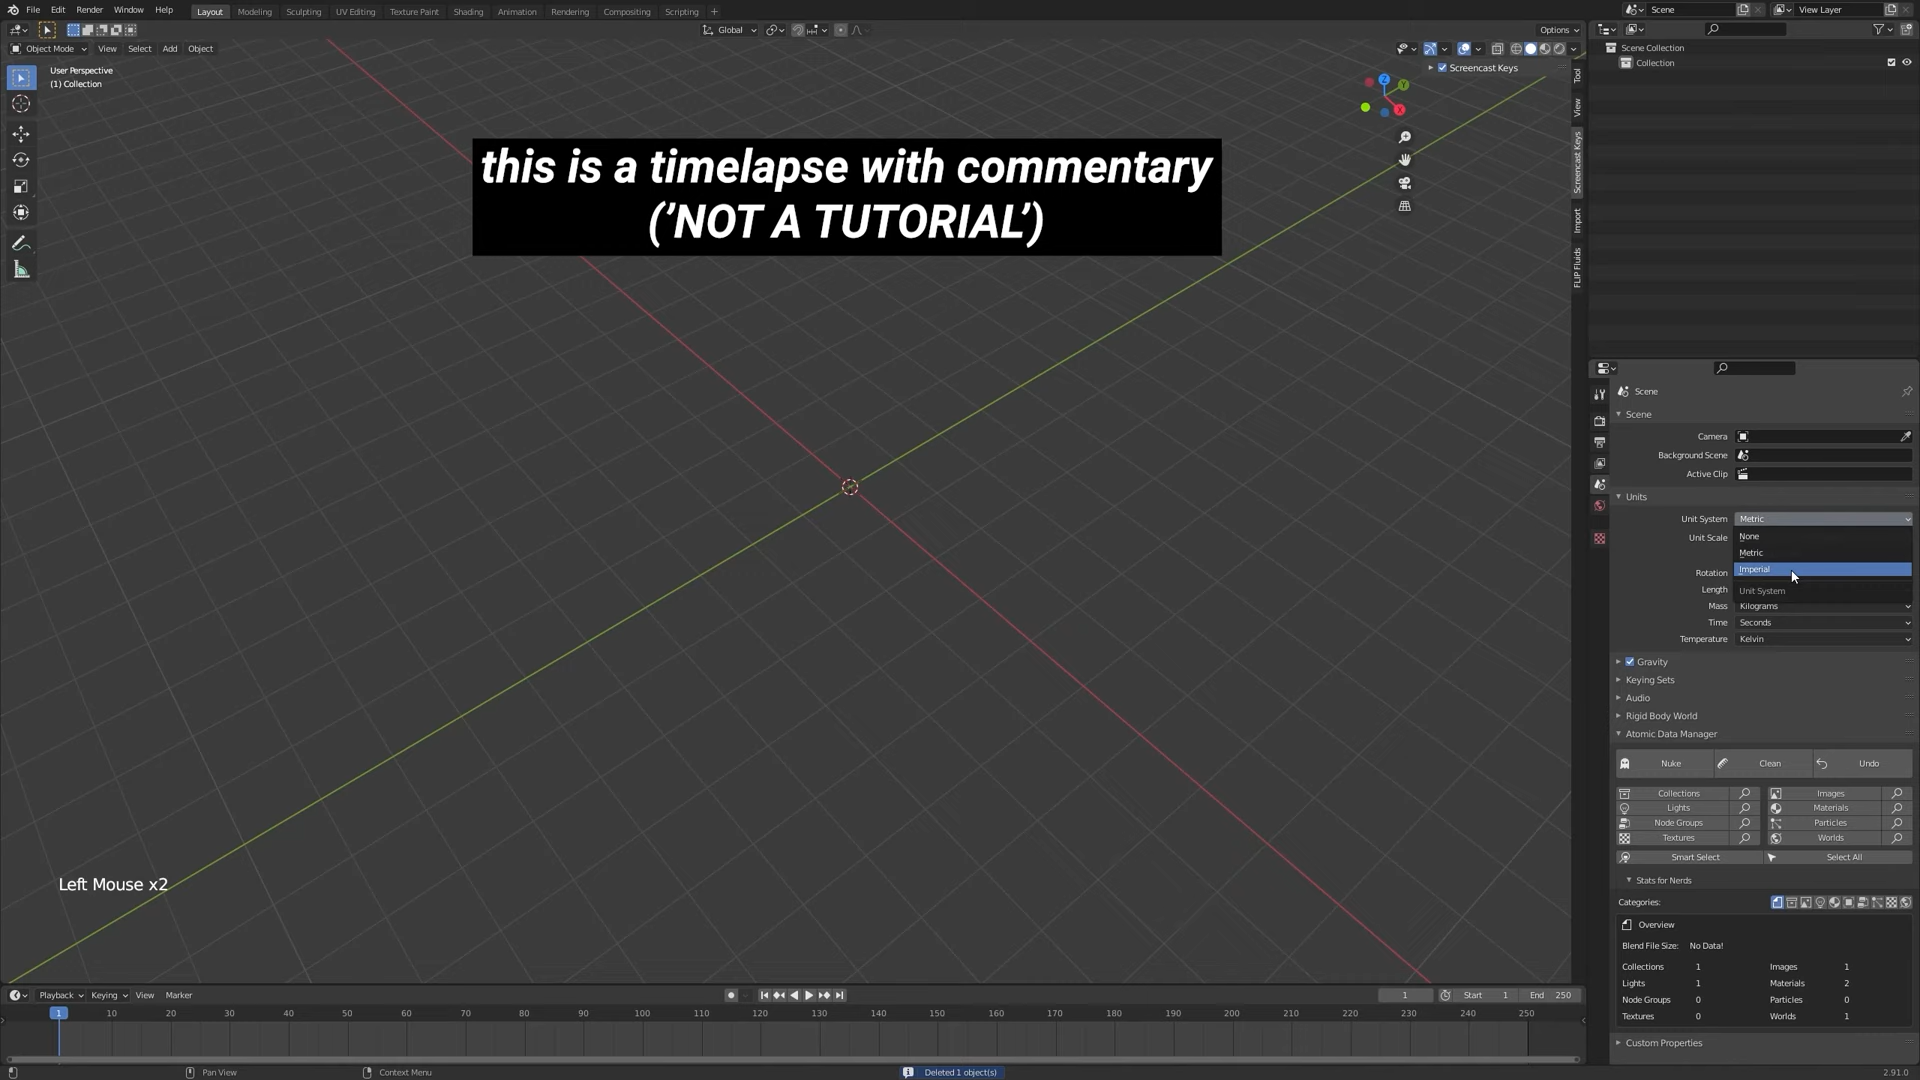 File Edit Render Window Help
Layout Modeling Sculpting UV Editing Texture Paint Shading Animation Rendering Compositing Scripting +
Scene
View Layer
Global
Options
Object Mode View Select Add Object
User Perspective
(1) Collection
Screencast Keys
Z
Y
X
Tool
View
Screencast Keys
Import
FLIP Fluids
this is a timelapse with commentary
('NOT A TUTORIAL')
Left Mouse x2
Scene Collection
Collection
Scene
Scene
Camera
Background Scene
Active Clip
Units
Unit System Metric
Unit Scale None
Metric
Imperial
Rotation
Length Unit System
Mass Kilograms
Time Seconds
Temperature Kelvin
Gravity
Keying Sets
Audio
Rigid Body World
Atomic Data Manager
Nuke Clean Undo
Collections Images
Lights Materials
Node Groups Particles
Textures Worlds
Smart Select Select All
Stats for Nerds
Categories:
Overview
Blend File Size: No Data!
Collections 1 Images 1
Lights 1 Materials 2
Node Groups 0 Particles 0
Textures 0 Worlds 1
Custom Properties
Playback Keying View Marker
1 Start 1 End 250
1 10 20 30 40 50 60 70 80 90 100 110 120 130 140 150 160 170 180 190 200 210 220 230 240 250
Pan View Context Menu Deleted 1 object(s) 2.91.0